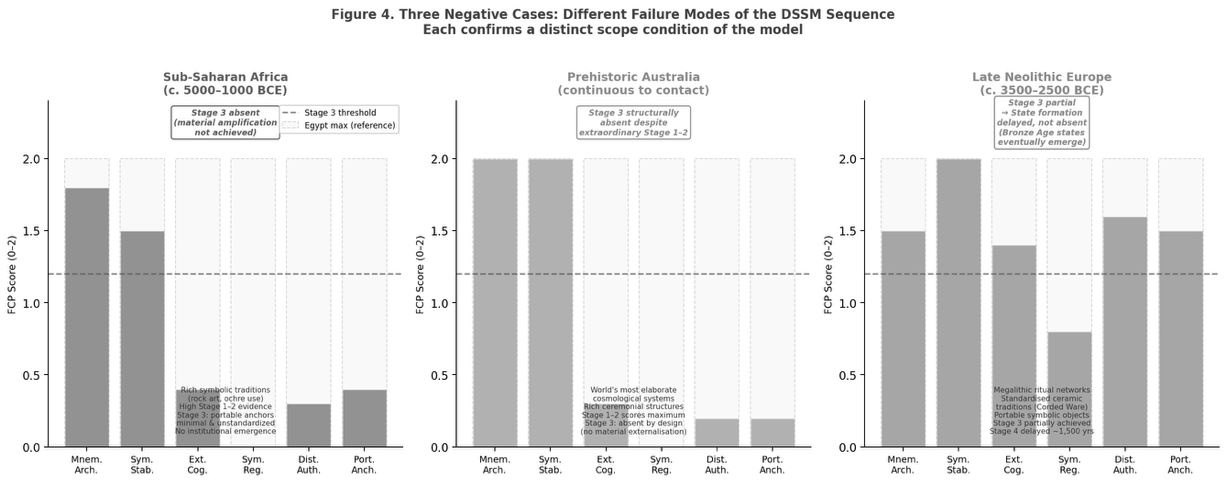 Figure 4. Three Negative Cases: Different Failure Modes of the DSSM Sequence
Each confirms a distinct scope condition of the model
Sub-Saharan Africa
(c. 5000–1000 BCE)
Stage 3 absent
(material amplification
not achieved)
Stage 3 threshold
Egypt max (reference)
FCP Score (0–2)
2.0
1.5
1.0
0.5
0.0
Rich symbolic traditions
(rock art, ochre use)
High Stage 1–2 evidence
Stage 3: portable anchors
minimal & unstandardized
No institutional emergence
Mnem.
Arch.
Sym.
Stab.
Ext.
Cog.
Sym.
Reg.
Dist.
Auth.
Port.
Anch.
Prehistoric Australia
(continuous to contact)
Stage 3 structurally
absent despite
extraordinary Stage 1–2
FCP Score (0–2)
2.0
1.5
1.0
0.5
0.0
World's most elaborate
cosmological systems
Rich ceremonial structures
Stage 1–2 scores maximum
Stage 3: absent by design
(no material externalisation)
Mnem.
Arch.
Sym.
Stab.
Ext.
Cog.
Sym.
Reg.
Dist.
Auth.
Port.
Anch.
Late Neolithic Europe
(c. 3500–2500 BCE)
Stage 3 partial
→ State formation
delayed, not absent
(Bronze Age states
eventually emerge)
FCP Score (0–2)
2.0
1.5
1.0
0.5
0.0
Megalithic ritual networks
Standardised ceramic
traditions (Corded Ware)
Portable symbolic objects
Stage 3 partially achieved
Stage 4 delayed ~1,500 yrs
Mnem.
Arch.
Sym.
Stab.
Ext.
Cog.
Sym.
Reg.
Dist.
Auth.
Port.
Anch.